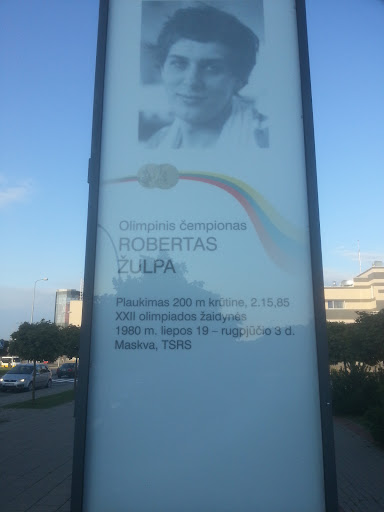 Olimpinis čempionas
ROBERTAS
ŽULPA
Plaukimas 200 m krūtine, 2.15,85
XXII olimpiados žaidynės
1980 m. liepos 19 – rugpjūčio 3 d.
Maskva, TSRS